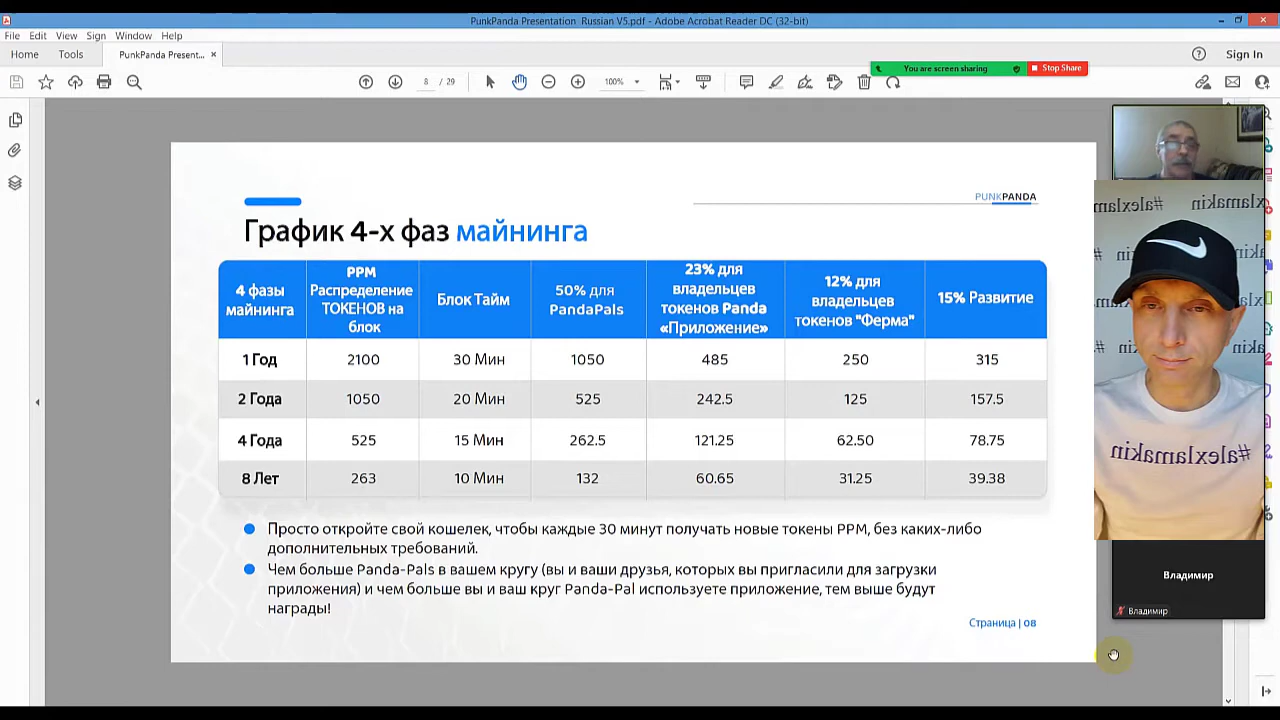 PunkPanda Presentation Russian V5.pdf - Adobe Acrobat Reader DC (32-bit)
File Edit View Sign Window Help
Home Tools PunkPanda Present... × Sign In
8 / 29 100% You are screen sharing Stop Share
PUNKPANDA
График 4-х фаз майнинга
4 фазы
майнинга
PPM
Распределение
ТОКЕНОВ на
блок
Блок Тайм
50% для
PandaPals
23% для
владельцев
токенов Panda
«Приложение»
12% для
владельцев
токенов "Ферма"
15% Развитие
1 Год 2100 30 Мин 1050 485 250 315
2 Года 1050 20 Мин 525 242.5 125 157.5
4 Года 525 15 Мин 262.5 121.25 62.50 78.75
8 Лет 263 10 Мин 132 60.65 31.25 39.38
Просто откройте свой кошелек, чтобы каждые 30 минут получать новые токены PPM, без каких-либо
дополнительных требований.
Чем больше Panda-Pals в вашем кругу (вы и ваши друзья, которых вы пригласили для загрузки
приложения) и чем больше вы и ваш круг Panda-Pal используете приложение, тем выше будут
награды!
Страница | 08
#alexlamakin
#alexlamakin
Владимир
Владимир